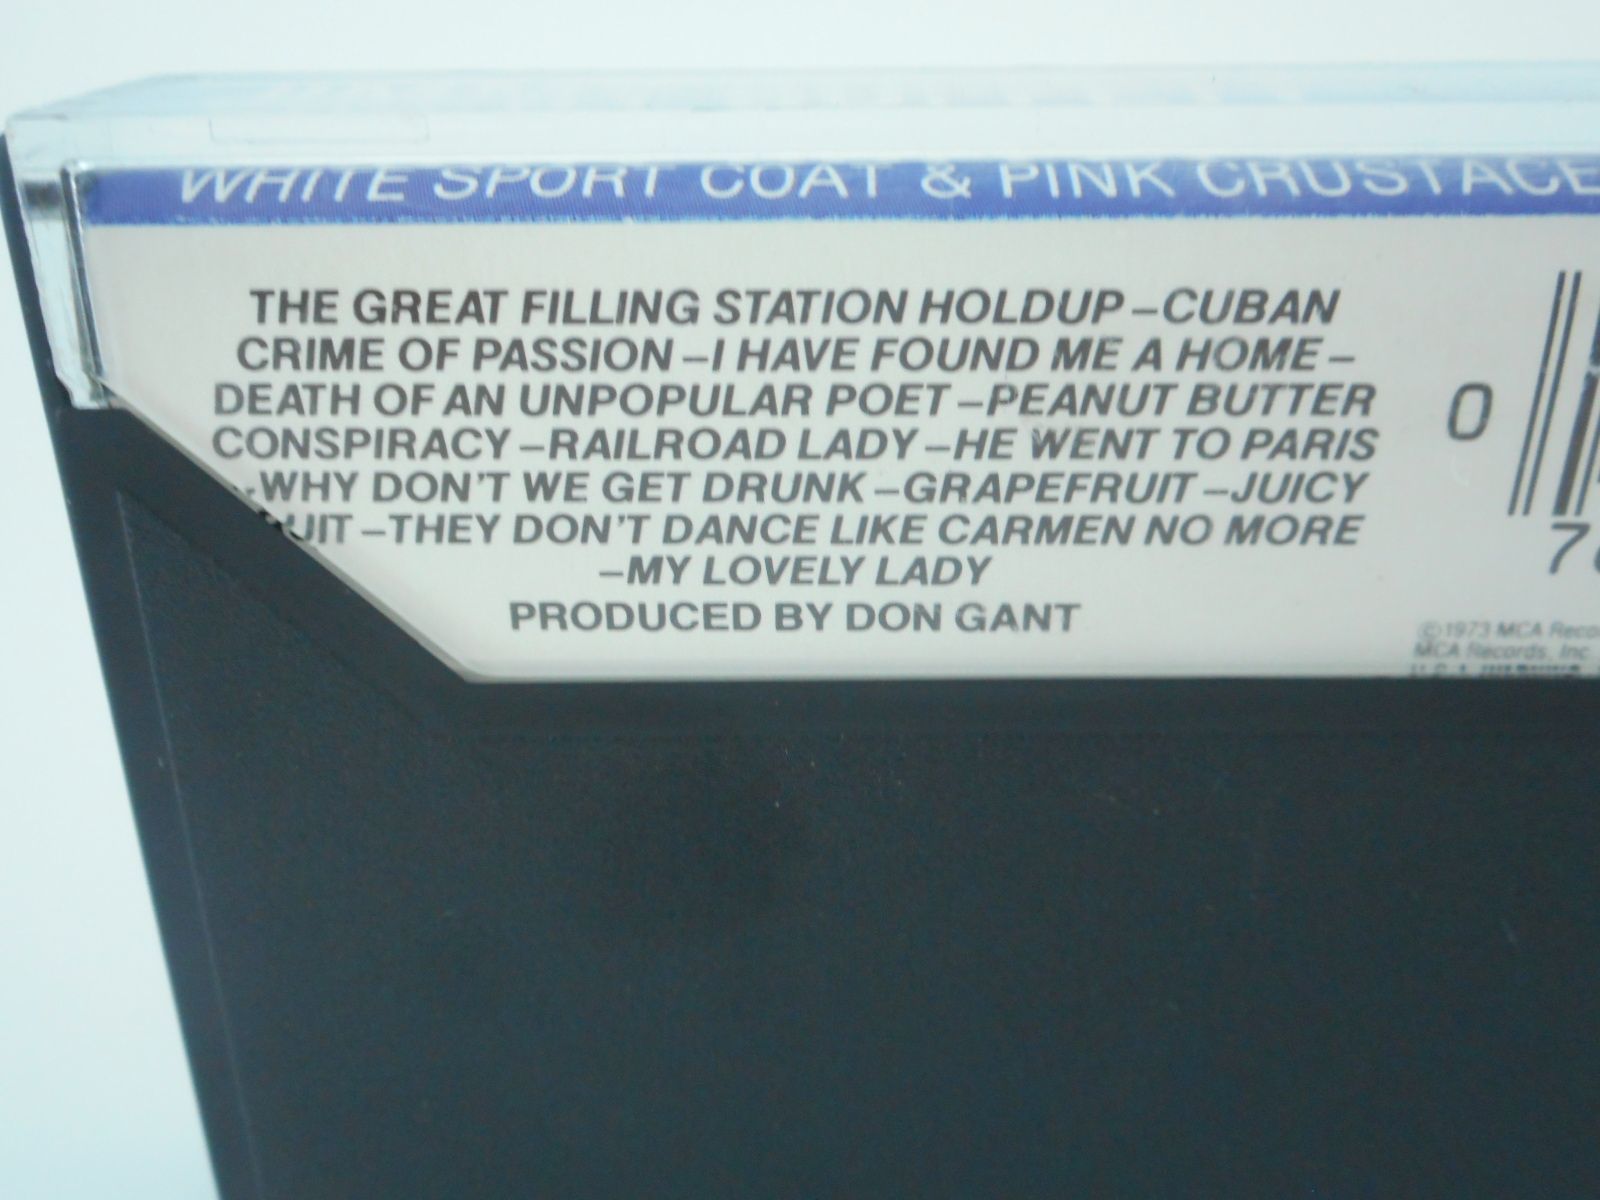 WHITE SPORT COAT & PINK CRUSTACE
THE GREAT FILLING STATION HOLDUP–CUBAN
CRIME OF PASSION–I HAVE FOUND ME A HOME–
DEATH OF AN UNPOPULAR POET–PEANUT BUTTER
CONSPIRACY–RAILROAD LADY–HE WENT TO PARIS
–WHY DON'T WE GET DRUNK–GRAPEFRUIT–JUICY
UIT–THEY DON'T DANCE LIKE CARMEN NO MORE
–MY LOVELY LADY
PRODUCED BY DON GANT
0
7
©1973 MCA Reco
MCA Records, Inc